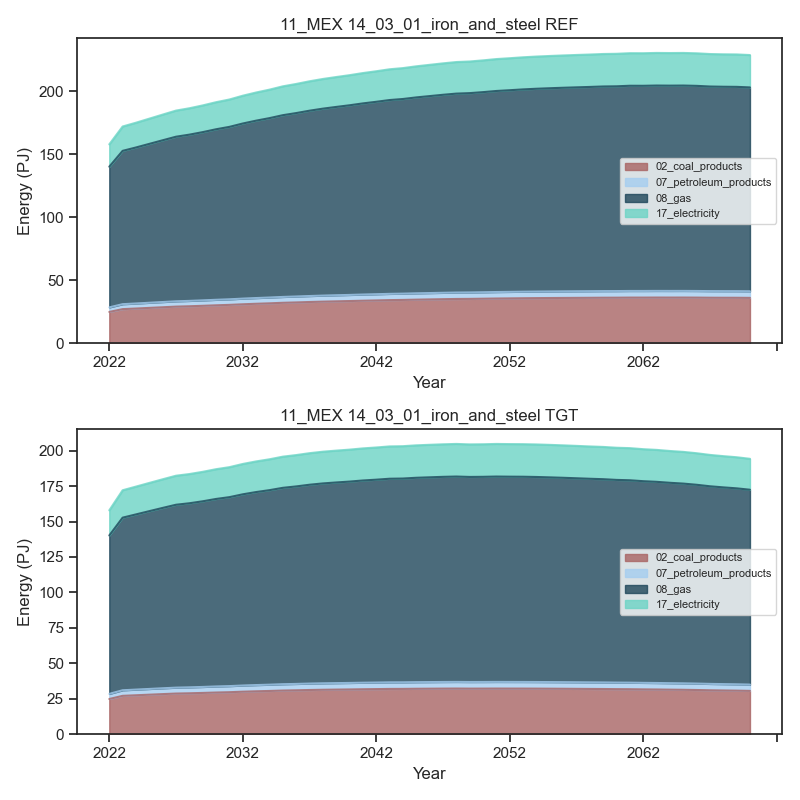 11_MEX 14_03_01_iron_and_steel REF
200
150
100
50
0
Energy (PJ)
02_coal_products
07_petroleum_products
08_gas
17_electricity
2022 2032 2042 2052 2062
Year
11_MEX 14_03_01_iron_and_steel TGT
200
175
150
125
100
75
50
25
0
Energy (PJ)
02_coal_products
07_petroleum_products
08_gas
17_electricity
2022 2032 2042 2052 2062
Year